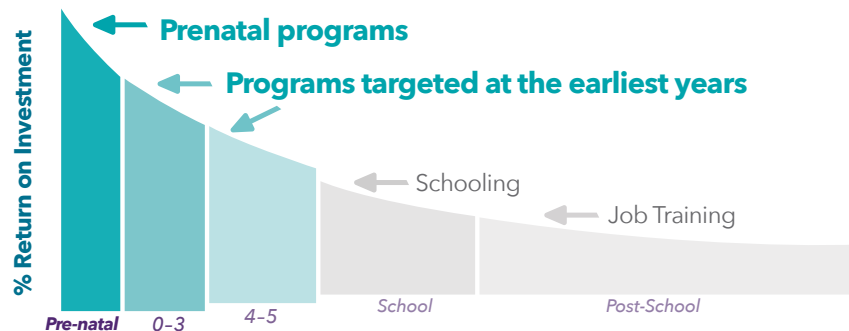 Prenatal programs
Programs targeted at the earliest years
Schooling
Job Training
% Return on Investment
Pre-natal
0–3
4–5
School
Post-School